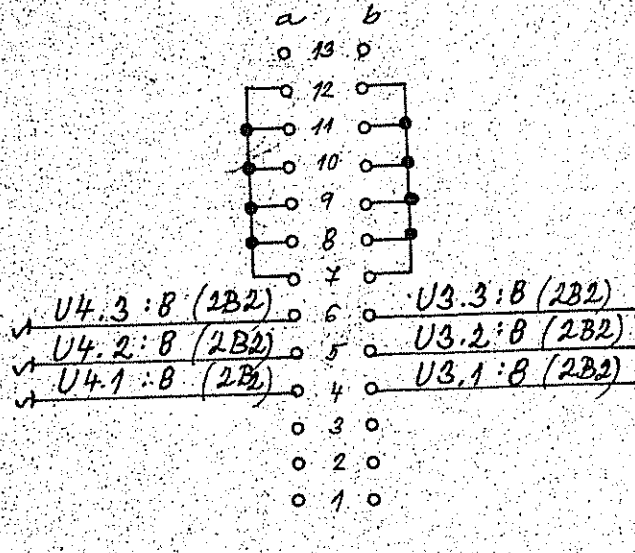 a b
13
12
11
10
9
8
7
U4.3:8 (2B2) 6 U3.3:8 (2B2)
U4.2:8 (2B2) 5 U3.2:8 (2B2)
U4.1:8 (2B2) 4 U3.1:8 (2B2)
3
2
1